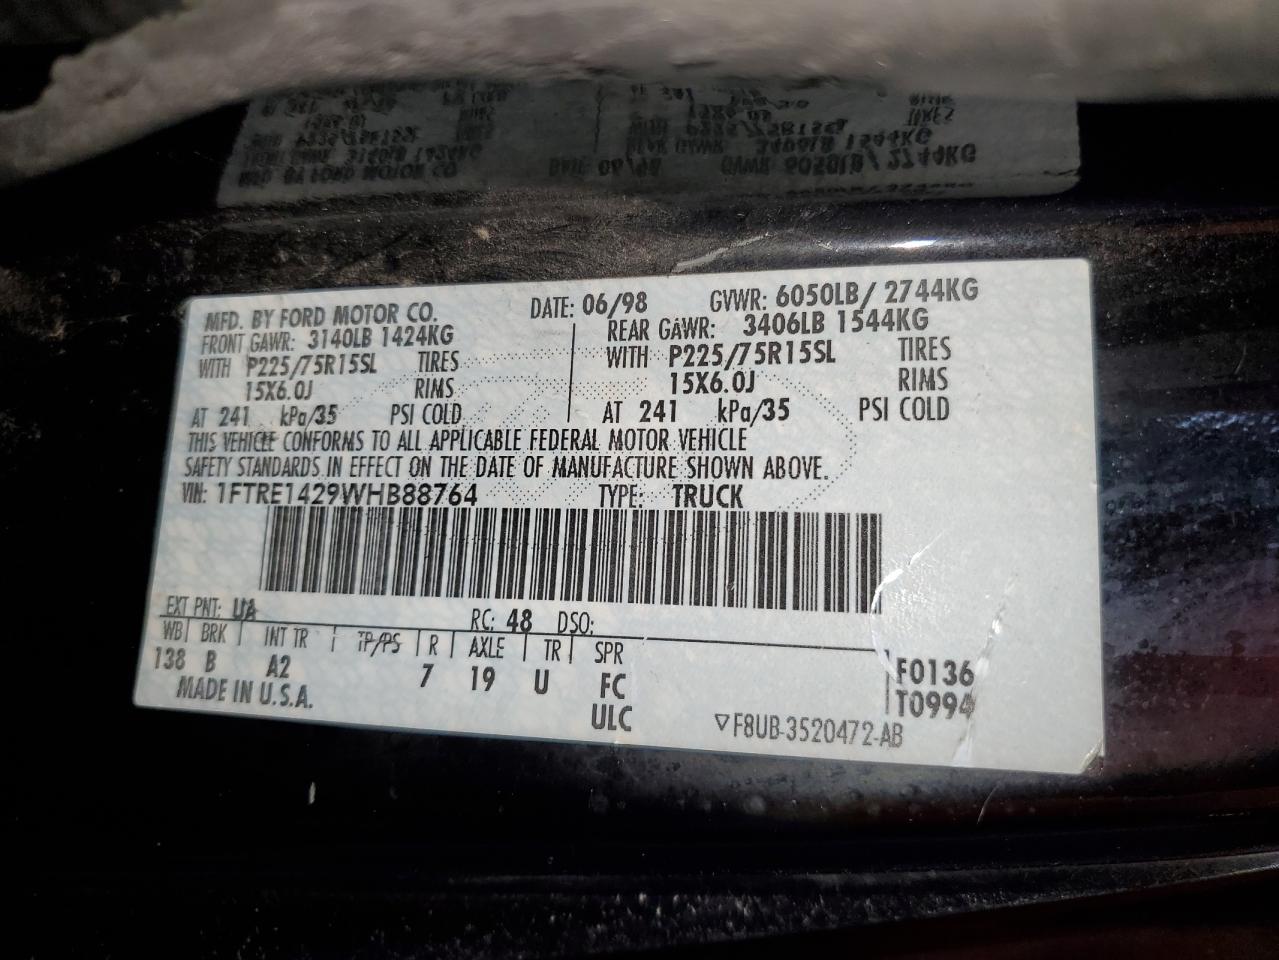 MFD. BY FORD MOTOR CO. DATE: 06/98 GVWR: 6050LB/ 2744KG
FRONT GAWR: 3140LB 1424KG REAR GAWR: 3406LB 1544KG
WITH P225/75R15SL TIRES WITH P225/75R15SL TIRES
15X6.0J RIMS 15X6.0J RIMS
AT 241 kPa/35 PSI COLD AT 241 kPa/35 PSI COLD
THIS VEHICLE CONFORMS TO ALL APPLICABLE FEDERAL MOTOR VEHICLE
SAFETY STANDARDS IN EFFECT ON THE DATE OF MANUFACTURE SHOWN ABOVE.
VIN: 1FTRE1429WHB88764 TYPE: TRUCK
EXT PNT: UA RC: 48 DSO:
WB BRK INT TR TP/PS R AXLE TR SPR
138 B A2 7 19 U FC F0136
MADE IN U.S.A. ULC T0994
▽F8UB-3520472-AB